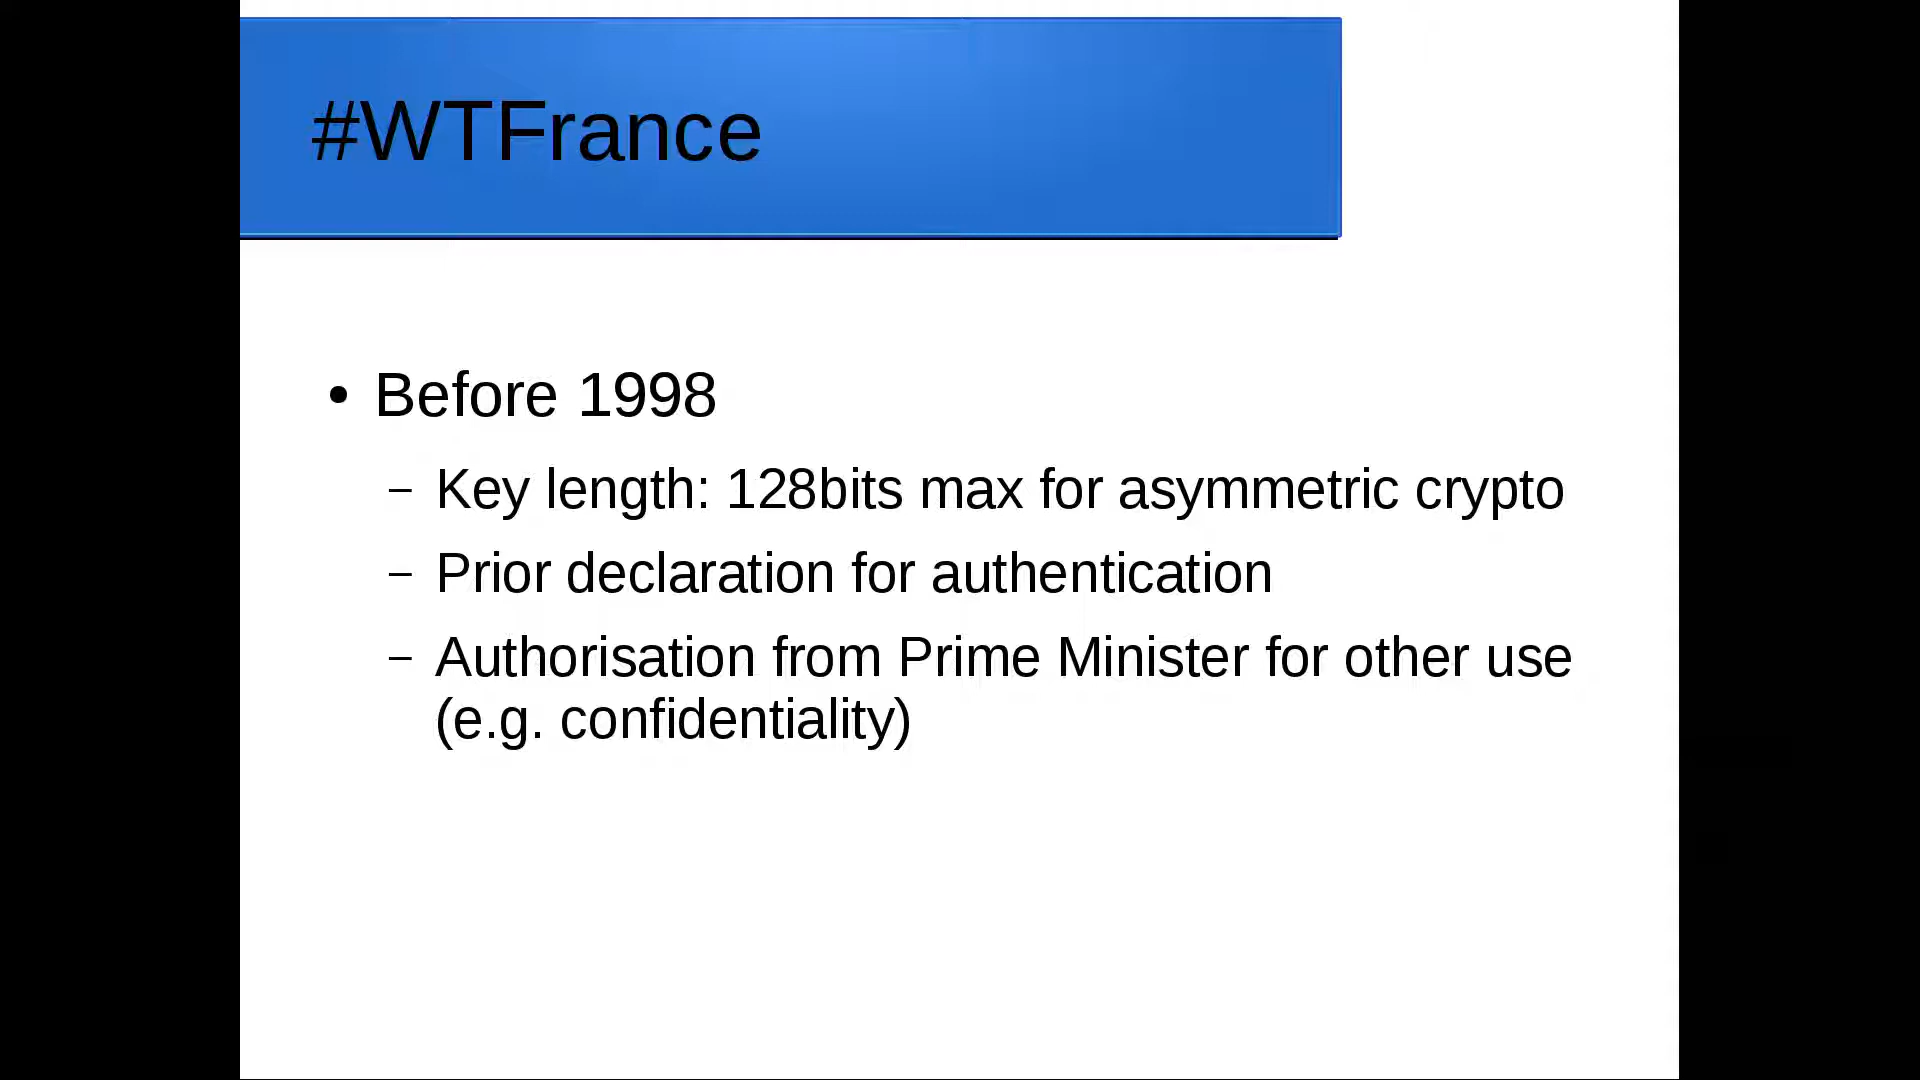 #WTFrance
• Before 1998
– Key length: 128bits max for asymmetric crypto
– Prior declaration for authentication
– Authorisation from Prime Minister for other use
(e.g. confidentiality)